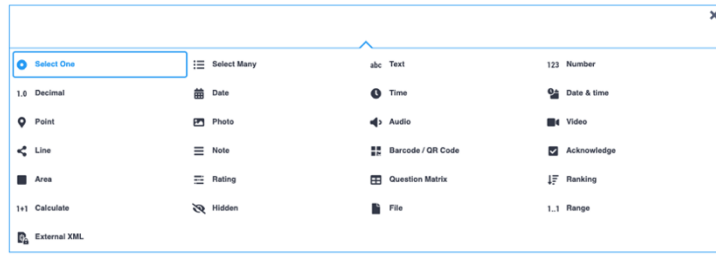 Select One Select Many abc Text 123 Number
1.0 Decimal Date Time Date & time
Point Photo Audio Video
Line Note Barcode / QR Code Acknowledge
Area Rating Question Matrix Ranking
1+1 Calculate Hidden File 1..1 Range
External XML